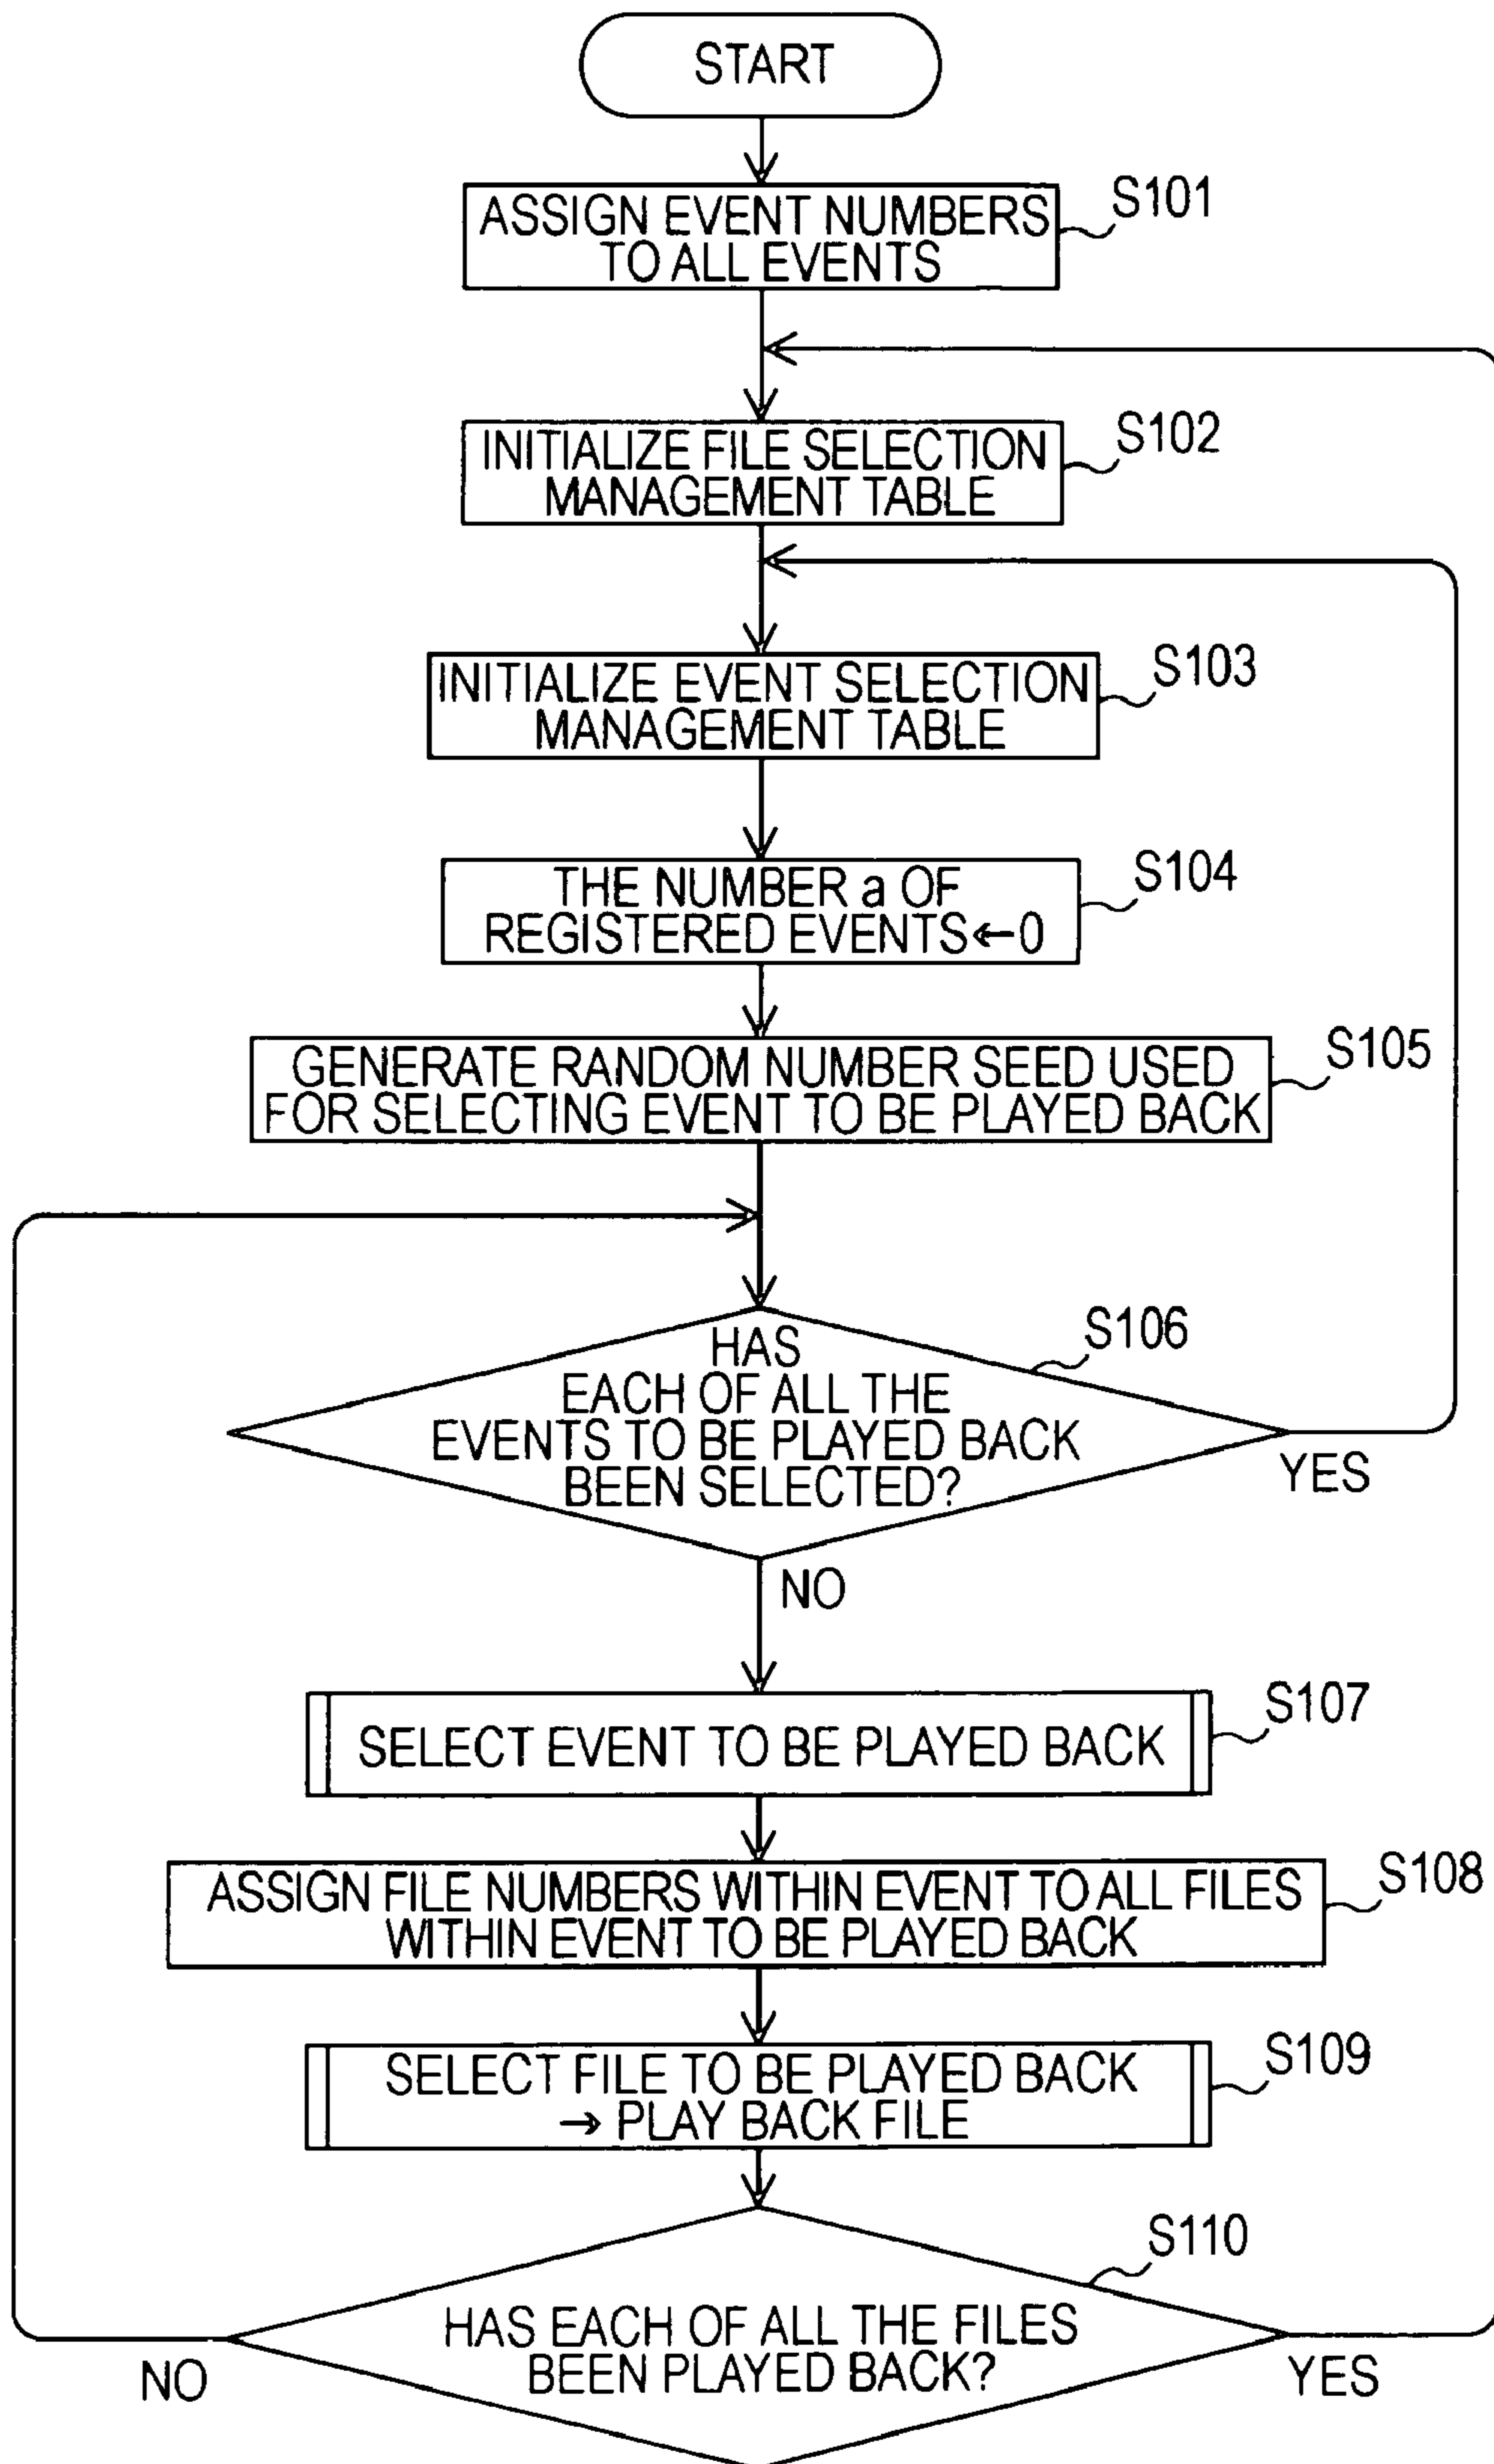 START
S101
ASSIGN EVENT NUMBERS
TO ALL EVENTS
S102
INITIALIZE FILE SELECTION
MANAGEMENT TABLE
S103
INITIALIZE EVENT SELECTION
MANAGEMENT TABLE
S104
THE NUMBER a OF
REGISTERED EVENTS←0
S105
GENERATE RANDOM NUMBER SEED USED
FOR SELECTING EVENT TO BE PLAYED BACK
S106
HAS
EACH OF ALL THE
EVENTS TO BE PLAYED BACK
BEEN SELECTED?
YES
NO
S107
SELECT EVENT TO BE PLAYED BACK
S108
ASSIGN FILE NUMBERS WITHIN EVENT TO ALL FILES
WITHIN EVENT TO BE PLAYED BACK
S109
SELECT FILE TO BE PLAYED BACK
→ PLAY BACK FILE
S110
HAS EACH OF ALL THE FILES
BEEN PLAYED BACK?
NO
YES